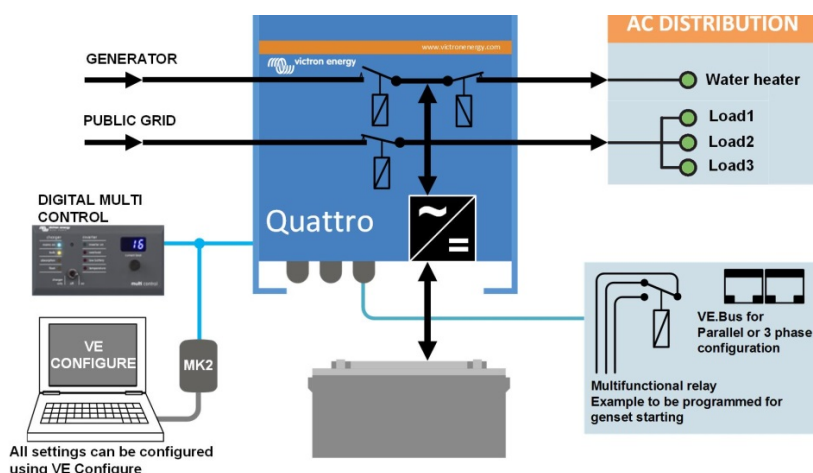 AC DISTRIBUTION
www.victronenergy.com
victron energy
GENERATOR
Water heater
PUBLIC GRID
Load1
Load2
Load3
DIGITAL MULTI
CONTROL
Quattro
16
multi control
VE.Bus for
Parallel or 3 phase
configuration
VE
CONFIGURE
MK2
Multifunctional relay
Example to be programmed for
genset starting
All settings can be configured
using VE Configure